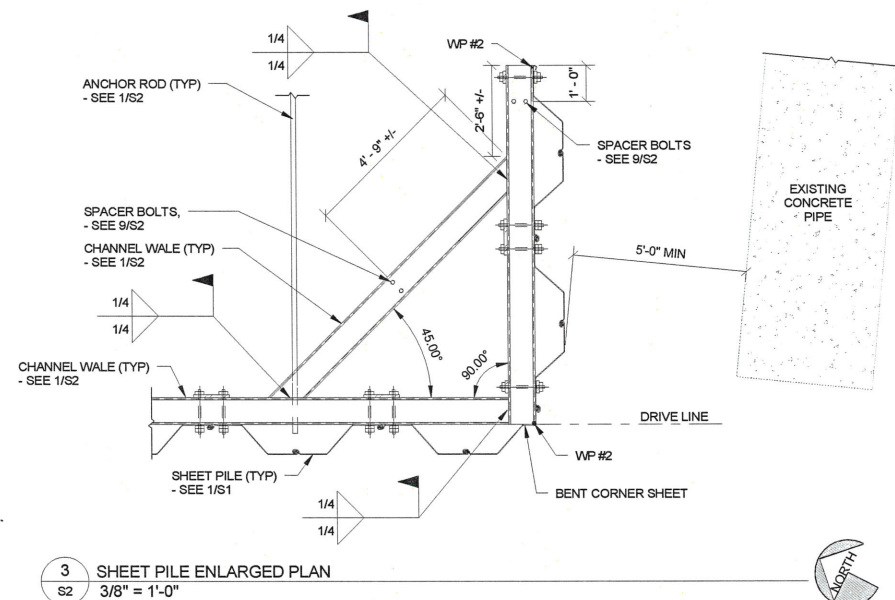 1/4
1/4
WP #2
ANCHOR ROD (TYP)
- SEE 1/S2
4' - 9" +/-
2'-6" +/-
1' - 0"
SPACER BOLTS
- SEE 9/S2
EXISTING
CONCRETE
PIPE
SPACER BOLTS,
- SEE 9/S2
CHANNEL WALE (TYP)
- SEE 1/S2
5'-0" MIN
1/4
1/4
45.00°
90.00°
CHANNEL WALE (TYP)
- SEE 1/S2
DRIVE LINE
WP #2
SHEET PILE (TYP)
- SEE 1/S1
BENT CORNER SHEET
1/4
1/4
3
S2
SHEET PILE ENLARGED PLAN
3/8" = 1'-0"
NORTH